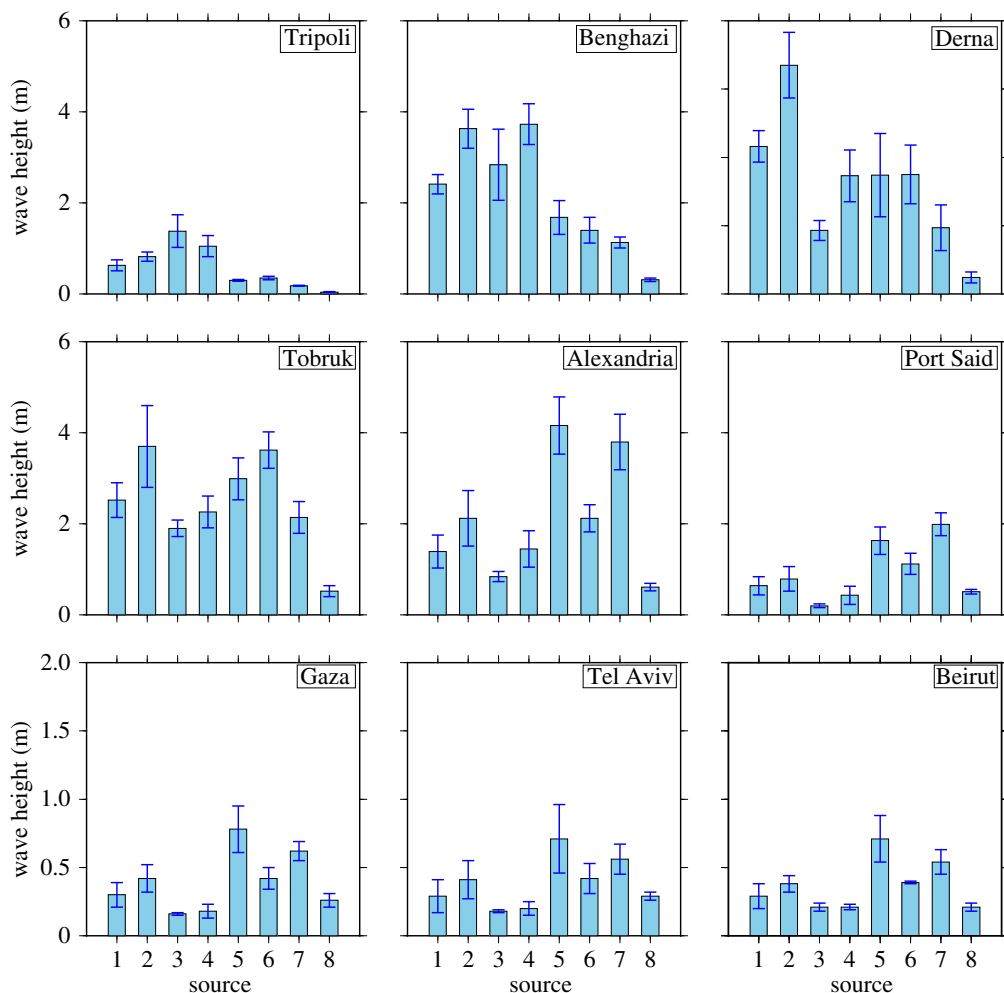 6
4
2
0
wave height (m)
Tripoli
Benghazi
Derna
6
4
2
0
wave height (m)
Tobruk
Alexandria
Port Said
2.0
1.5
1.0
0.5
0
wave height (m)
Gaza
Tel Aviv
Beirut
1 2 3 4 5 6 7 8
source
1 2 3 4 5 6 7 8
source
1 2 3 4 5 6 7 8
source